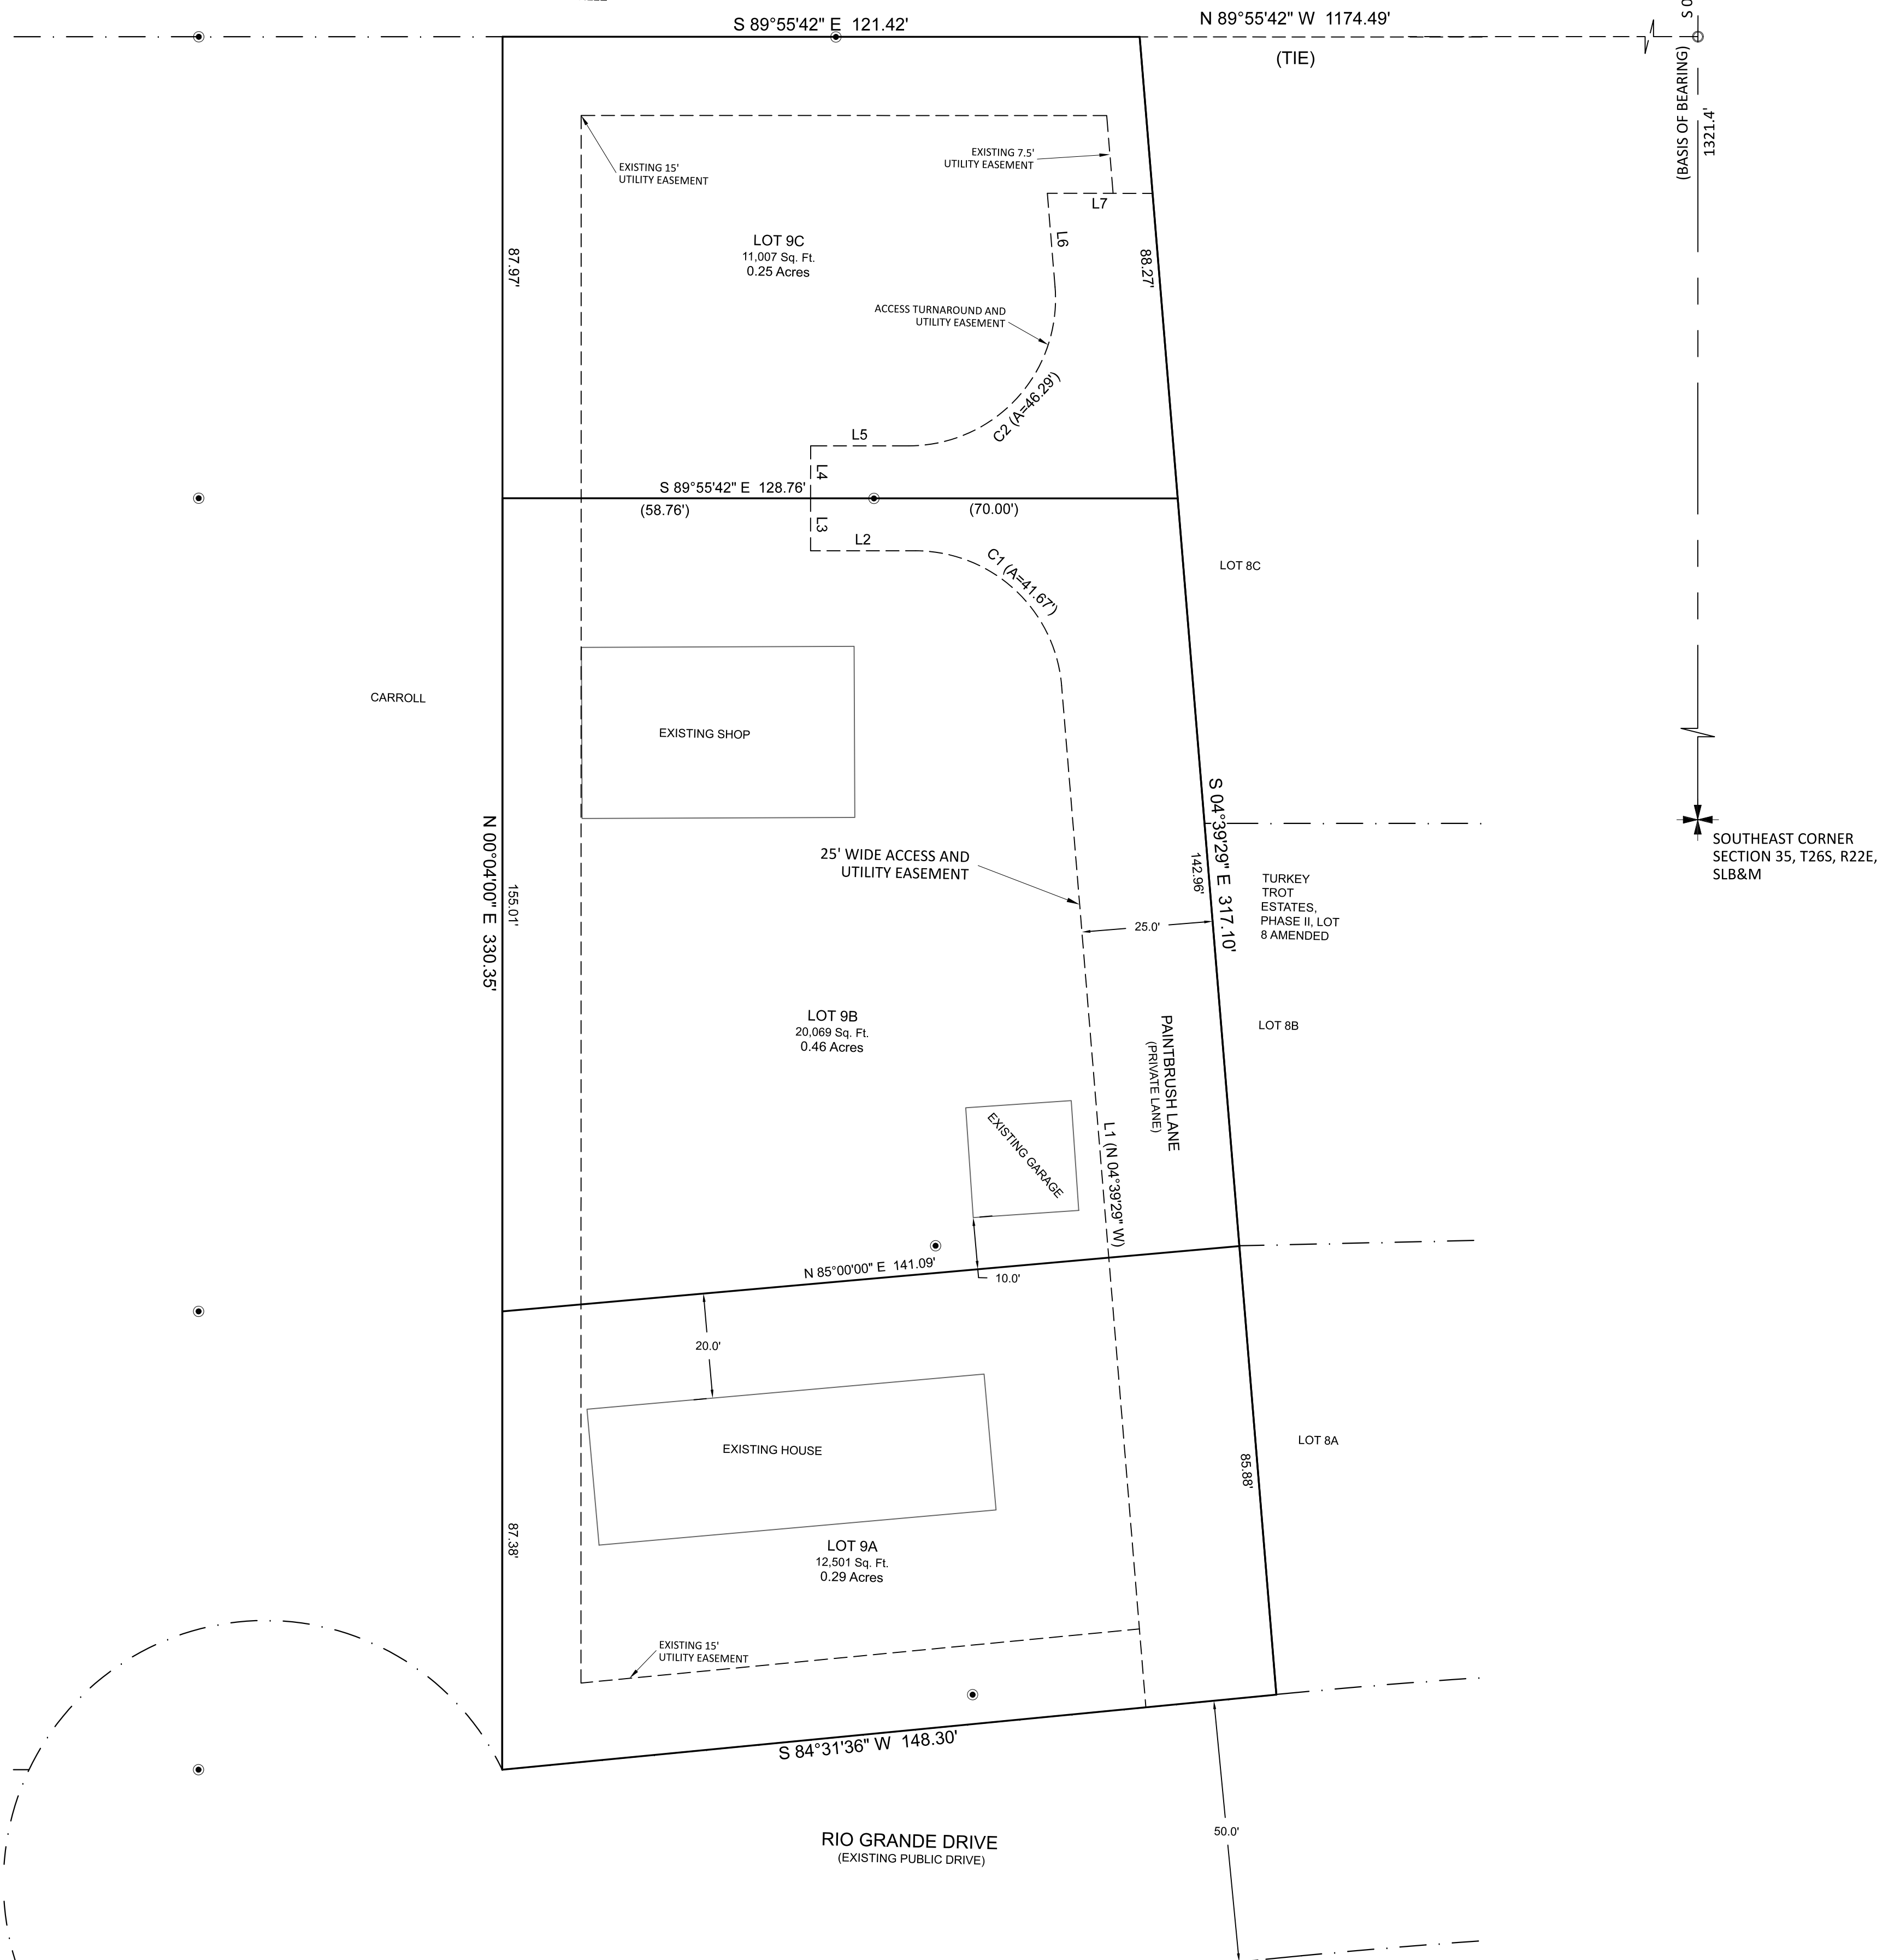 S 89°55'42" E 121.42'
N 89°55'42" W 1174.49'
(TIE)
(BASIS OF BEARING)
1321.4'
EXISTING 15'
UTILITY EASEMENT
EXISTING 7.5'
UTILITY EASEMENT
L7
L6
LOT 9C
11,007 Sq. Ft.
0.25 Acres
87.97'
88.27'
ACCESS TURNAROUND AND
UTILITY EASEMENT
C2 (A=46.29')
L5
L4
S 89°55'42" E 128.76'
(58.76')
(70.00')
L3
L2
C1 (A=41.67')
LOT 8C
CARROLL
EXISTING SHOP
N 00°04'00" E 330.35'
155.01'
25' WIDE ACCESS AND
UTILITY EASEMENT
S 04°39'29" E 317.10'
142.96'
25.0'
TURKEY
TROT
ESTATES,
PHASE II, LOT
8 AMENDED
SOUTHEAST CORNER
SECTION 35, T26S, R22E,
SLB&M
LOT 9B
20,069 Sq. Ft.
0.46 Acres
PAINTBRUSH LANE
(PRIVATE LANE)
LOT 8B
EXISTING GARAGE
L1 (N 04°39'29" W)
N 85°00'00" E 141.09'
10.0'
20.0'
EXISTING HOUSE
LOT 8A
85.88'
87.38'
LOT 9A
12,501 Sq. Ft.
0.29 Acres
EXISTING 15'
UTILITY EASEMENT
S 84°31'36" W 148.30'
RIO GRANDE DRIVE
(EXISTING PUBLIC DRIVE)
50.0'